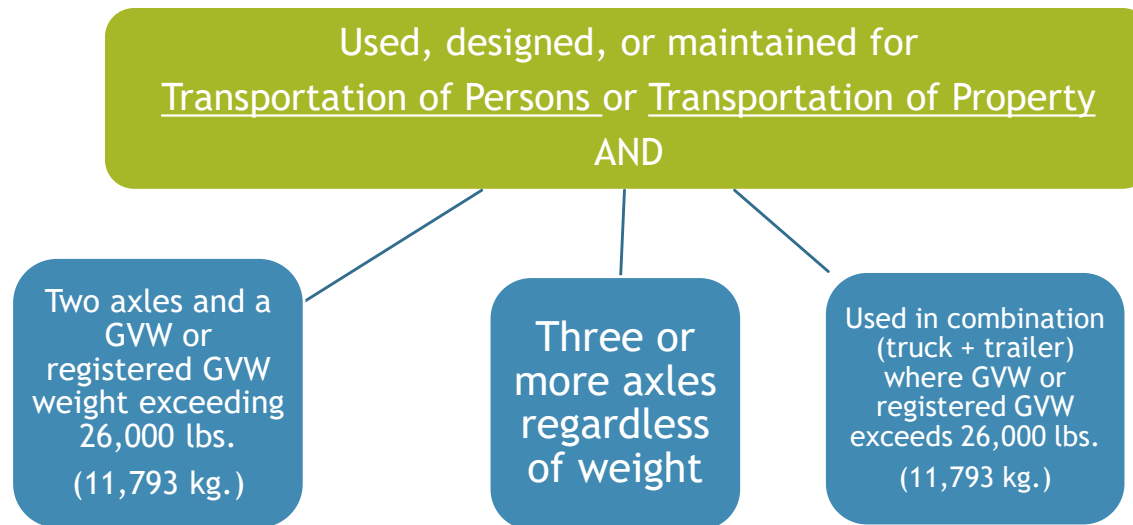 Used, designed, or maintained for
Transportation of Persons or Transportation of Property
AND
Two axles and a
GVW or
registered GVW
weight exceeding
26,000 lbs.
(11,793 kg.)
Three or
more axles
regardless
of weight
Used in combination
(truck + trailer)
where GVW or
registered GVW
exceeds 26,000 lbs.
(11,793 kg.)